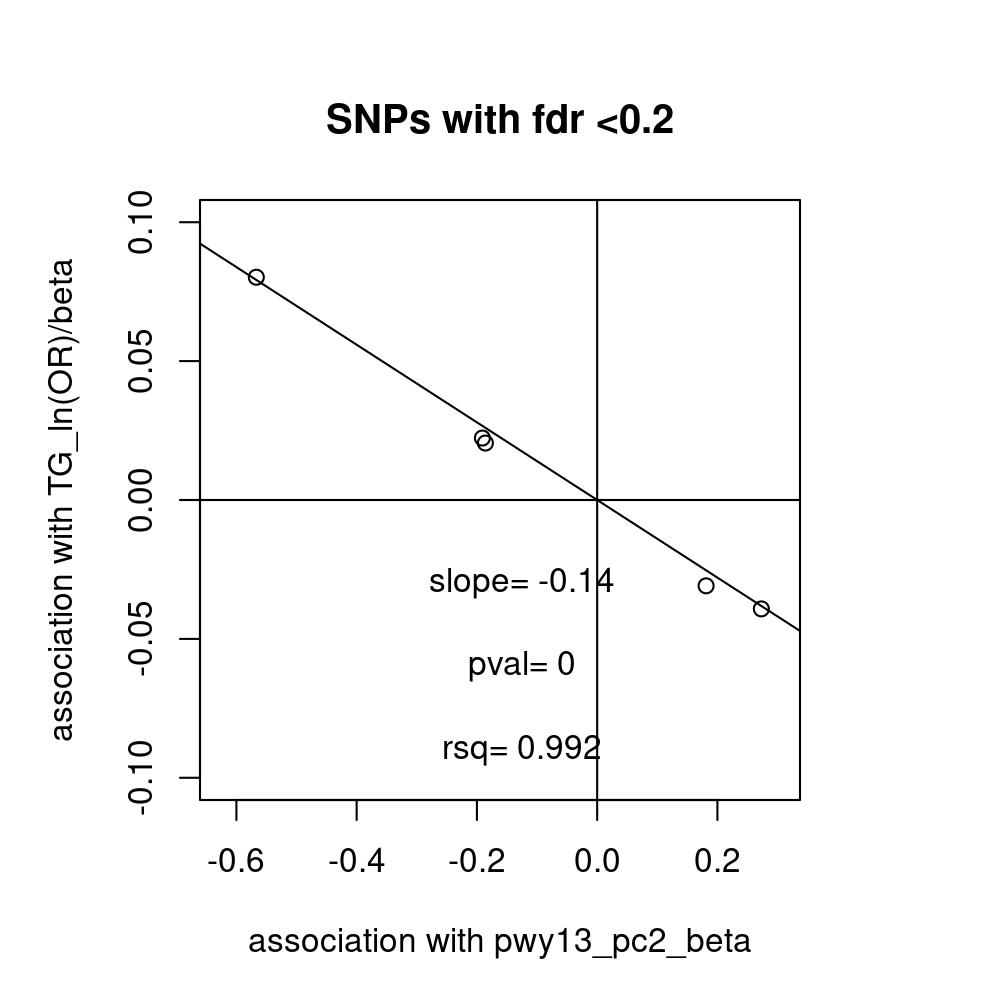 SNPs with fdr <0.2
association with TG_ln(OR)/beta
0.10
0.05
0.00
-0.05
-0.10
slope= -0.14
pval= 0
rsq= 0.992
-0.6 -0.4 -0.2 0.0 0.2
association with pwy13_pc2_beta